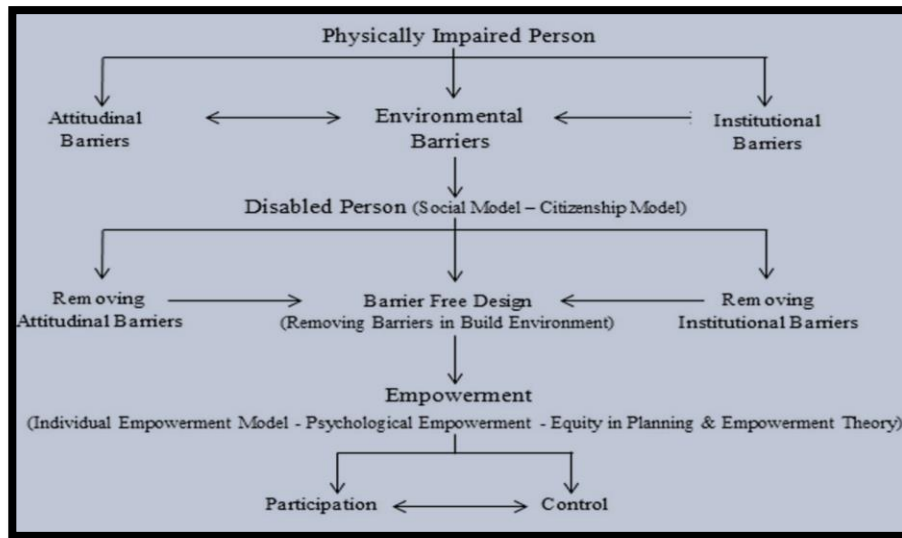 Physically Impaired Person
Attitudinal
Barriers
Environmental
Barriers
Institutional
Barriers
Disabled Person (Social Model – Citizenship Model)
Removing
Attitudinal Barriers
Barrier Free Design
(Removing Barriers in Build Environment)
Removing
Institutional Barriers
Empowerment
(Individual Empowerment Model - Psychological Empowerment - Equity in Planning & Empowerment Theory)
Participation
Control